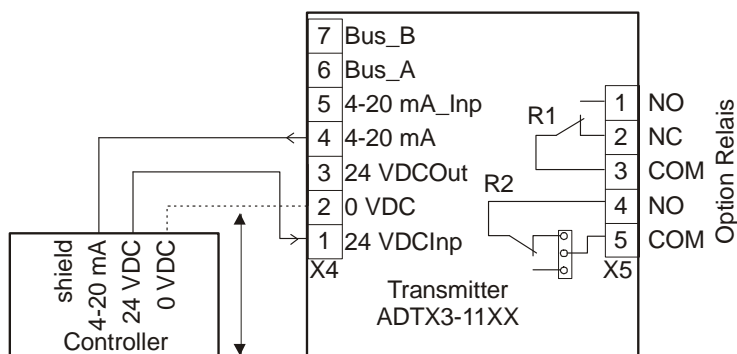 7 Bus_B
6 Bus_A
5 4-20 mA_Inp
4 4-20 mA
3 24 VDCOut
2 0 VDC
1 24 VDCInp
X4
R1
R2
1 NO
2 NC
3 COM
4 NO
5 COM
X5
Option Relais
Transmitter
ADTX3-11XX
shield
4-20 mA
24 VDC
0 VDC
Controller